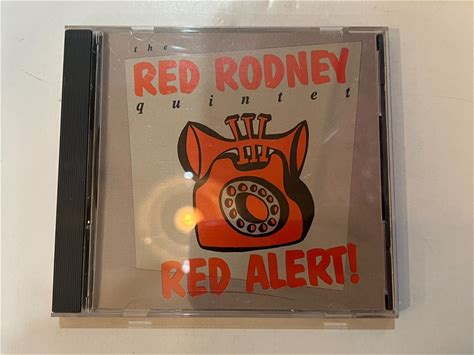 the
RED RODNEY
quintet
RED ALERT!